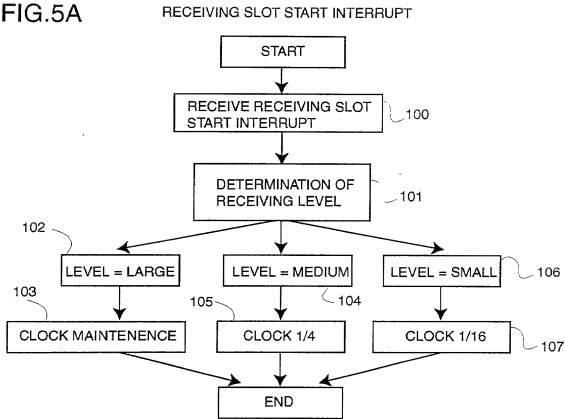 FIG.5A
RECEIVING SLOT START INTERRUPT
START
RECEIVE RECEIVING SLOT
START INTERRUPT
100
DETERMINATION OF
RECEIVING LEVEL
101
102
LEVEL = LARGE
LEVEL = MEDIUM
104
LEVEL = SMALL
106
103
CLOCK MAINTENENCE
105
CLOCK 1/4
CLOCK 1/16
107
END